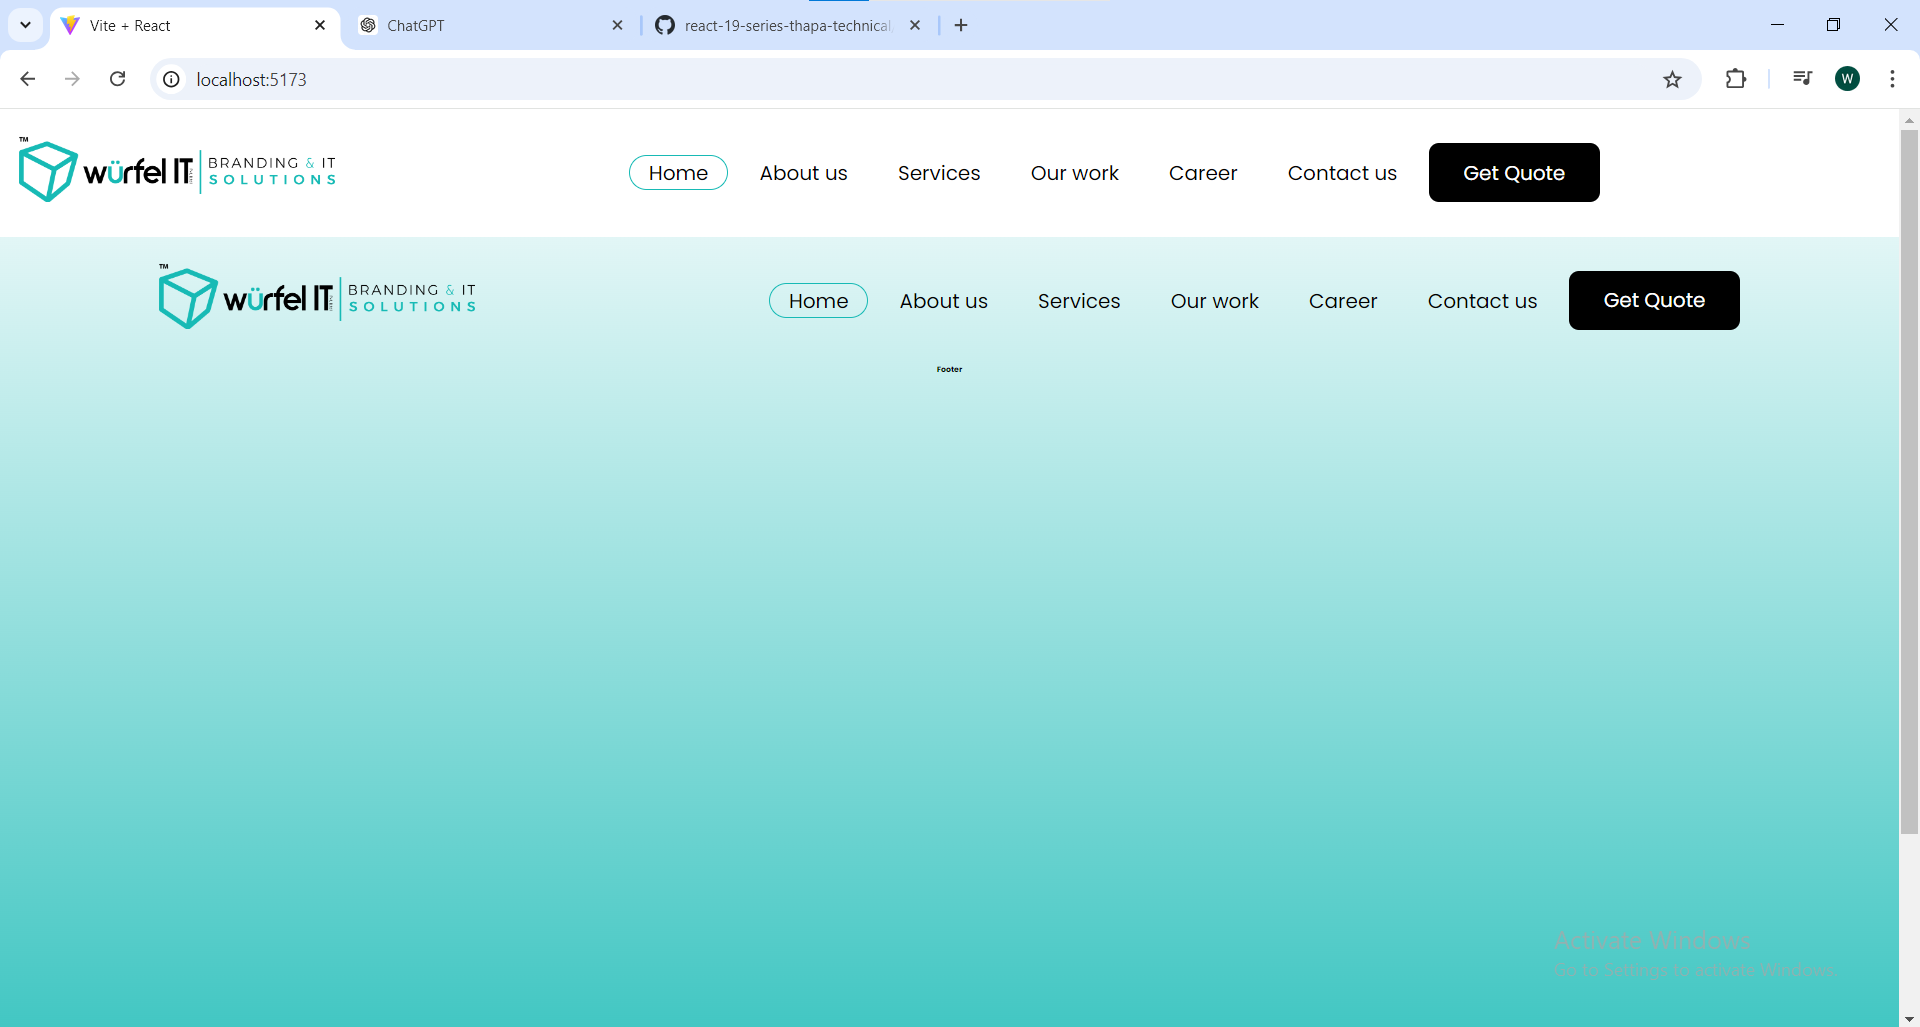 Vite + React
ChatGPT
react-19-series-thapa-technical
localhost:5173
W
TM
würfel IT
BRANDING & IT
SOLUTIONS
Home
About us
Services
Our work
Career
Contact us
Get Quote
TM
würfel IT
BRANDING & IT
SOLUTIONS
Home
About us
Services
Our work
Career
Contact us
Get Quote
Footer
Activate Windows
Go to Settings to activate Windows.